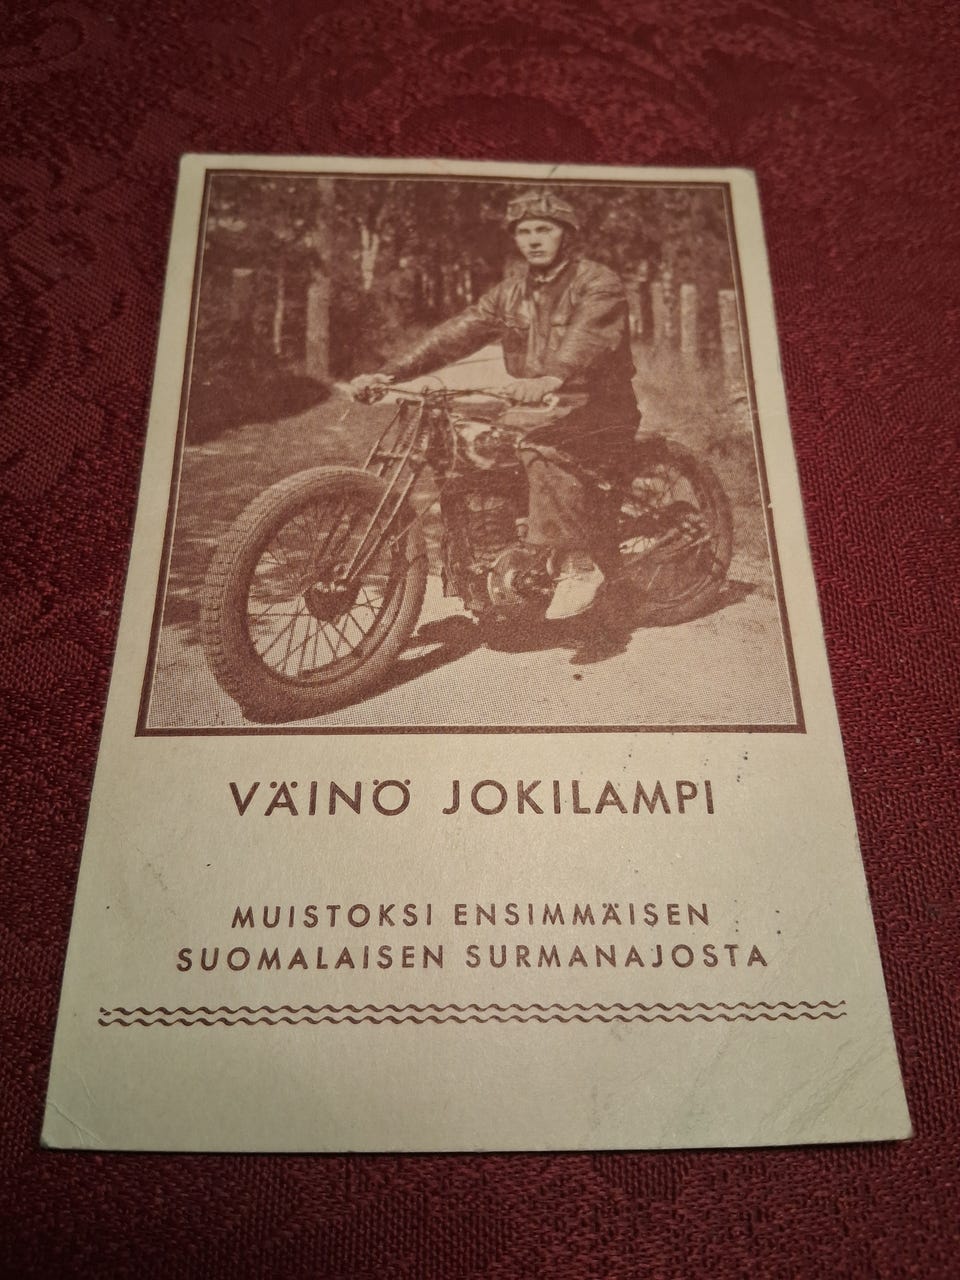 VÄINÖ JOKILAMPI
MUISTOKSI ENSIMMÄISEN
SUOMALAISEN SURMANAJOSTA